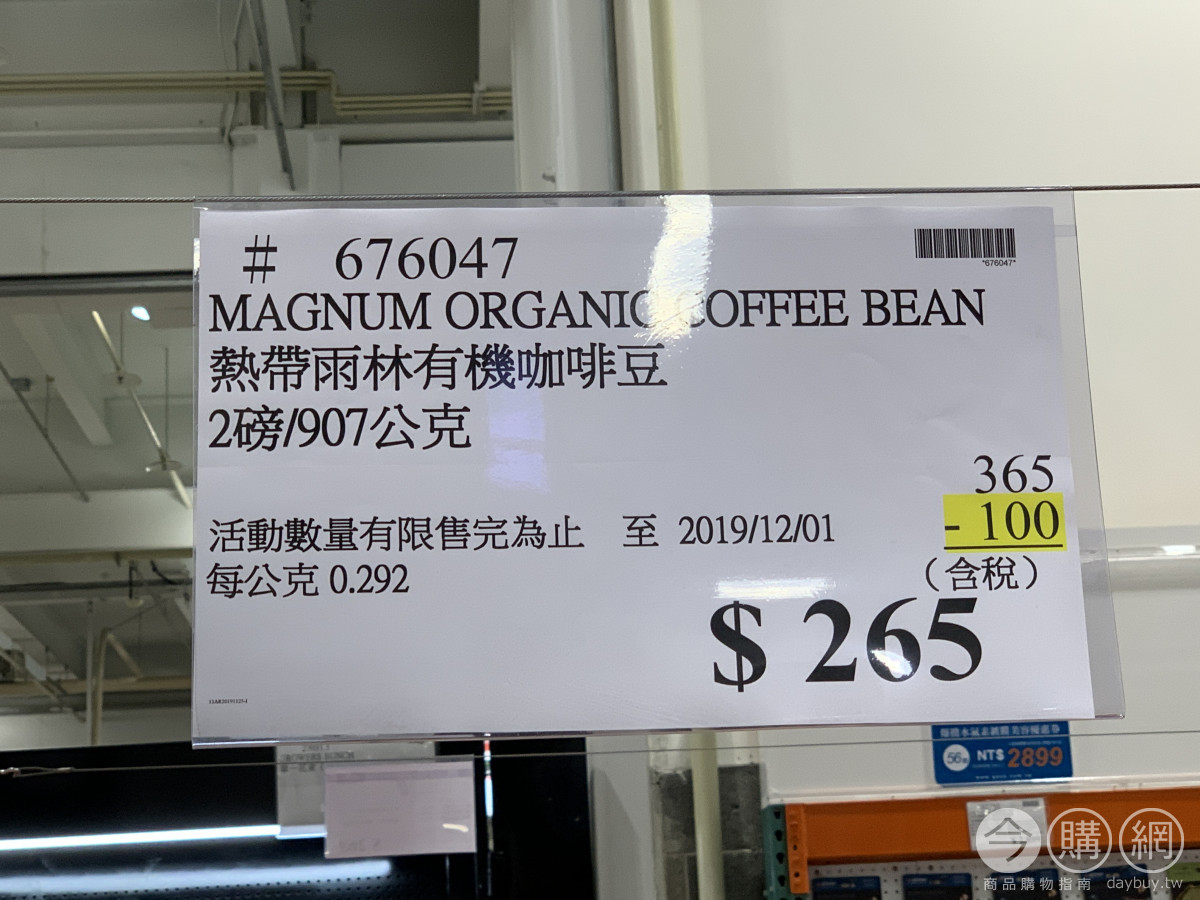 # 676047
*676047*
MAGNUM ORGANIC COFFEE BEAN
熱帶雨林有機咖啡豆
2磅/907公克
365
- 100
活動數量有限售完為止 至 2019/12/01
(含稅)
每公克 0.292
$ 265
NT$ 2899
今購網
商品購物指南 daybuy.tw